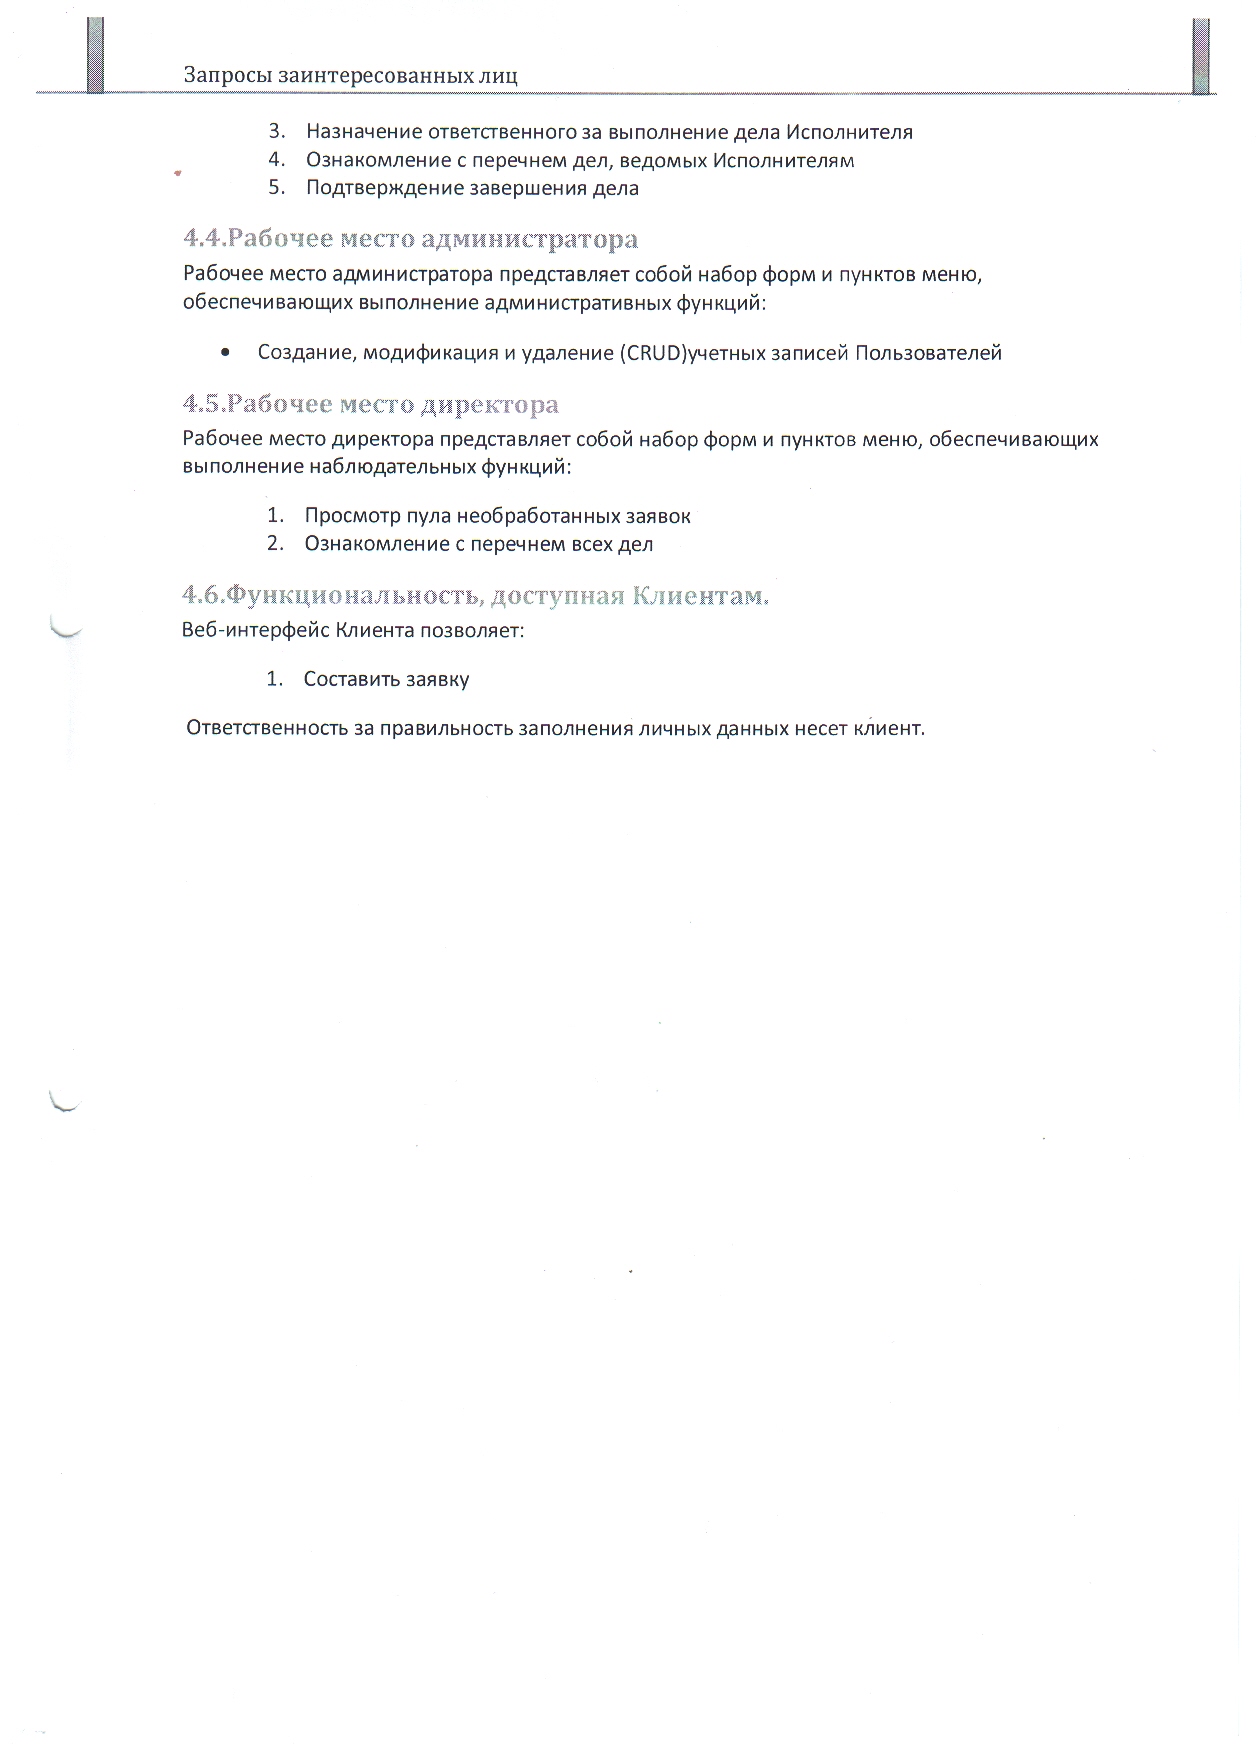 Запросы заинтересованных лиц
3. Назначение ответственного за выполнение дела Исполнителя
4. Ознакомление с перечнем дел, ведомых Исполнителям
5. Подтверждение завершения дела
4.4.Рабочее место администратора
Рабочее место администратора представляет собой набор форм и пунктов меню,
обеспечивающих выполнение административных функций:
• Создание, модификация и удаление (CRUD)учетных записей Пользователей
4.5.Рабочее место директора
Рабочее место директора представляет собой набор форм и пунктов меню, обеспечивающих
выполнение наблюдательных функций:
1. Просмотр пула необработанных заявок
2. Ознакомление с перечнем всех дел
4.6.Функциональность, доступная Клиентам.
Веб-интерфейс Клиента позволяет:
1. Составить заявку
Ответственность за правильность заполнения личных данных несет клиент.